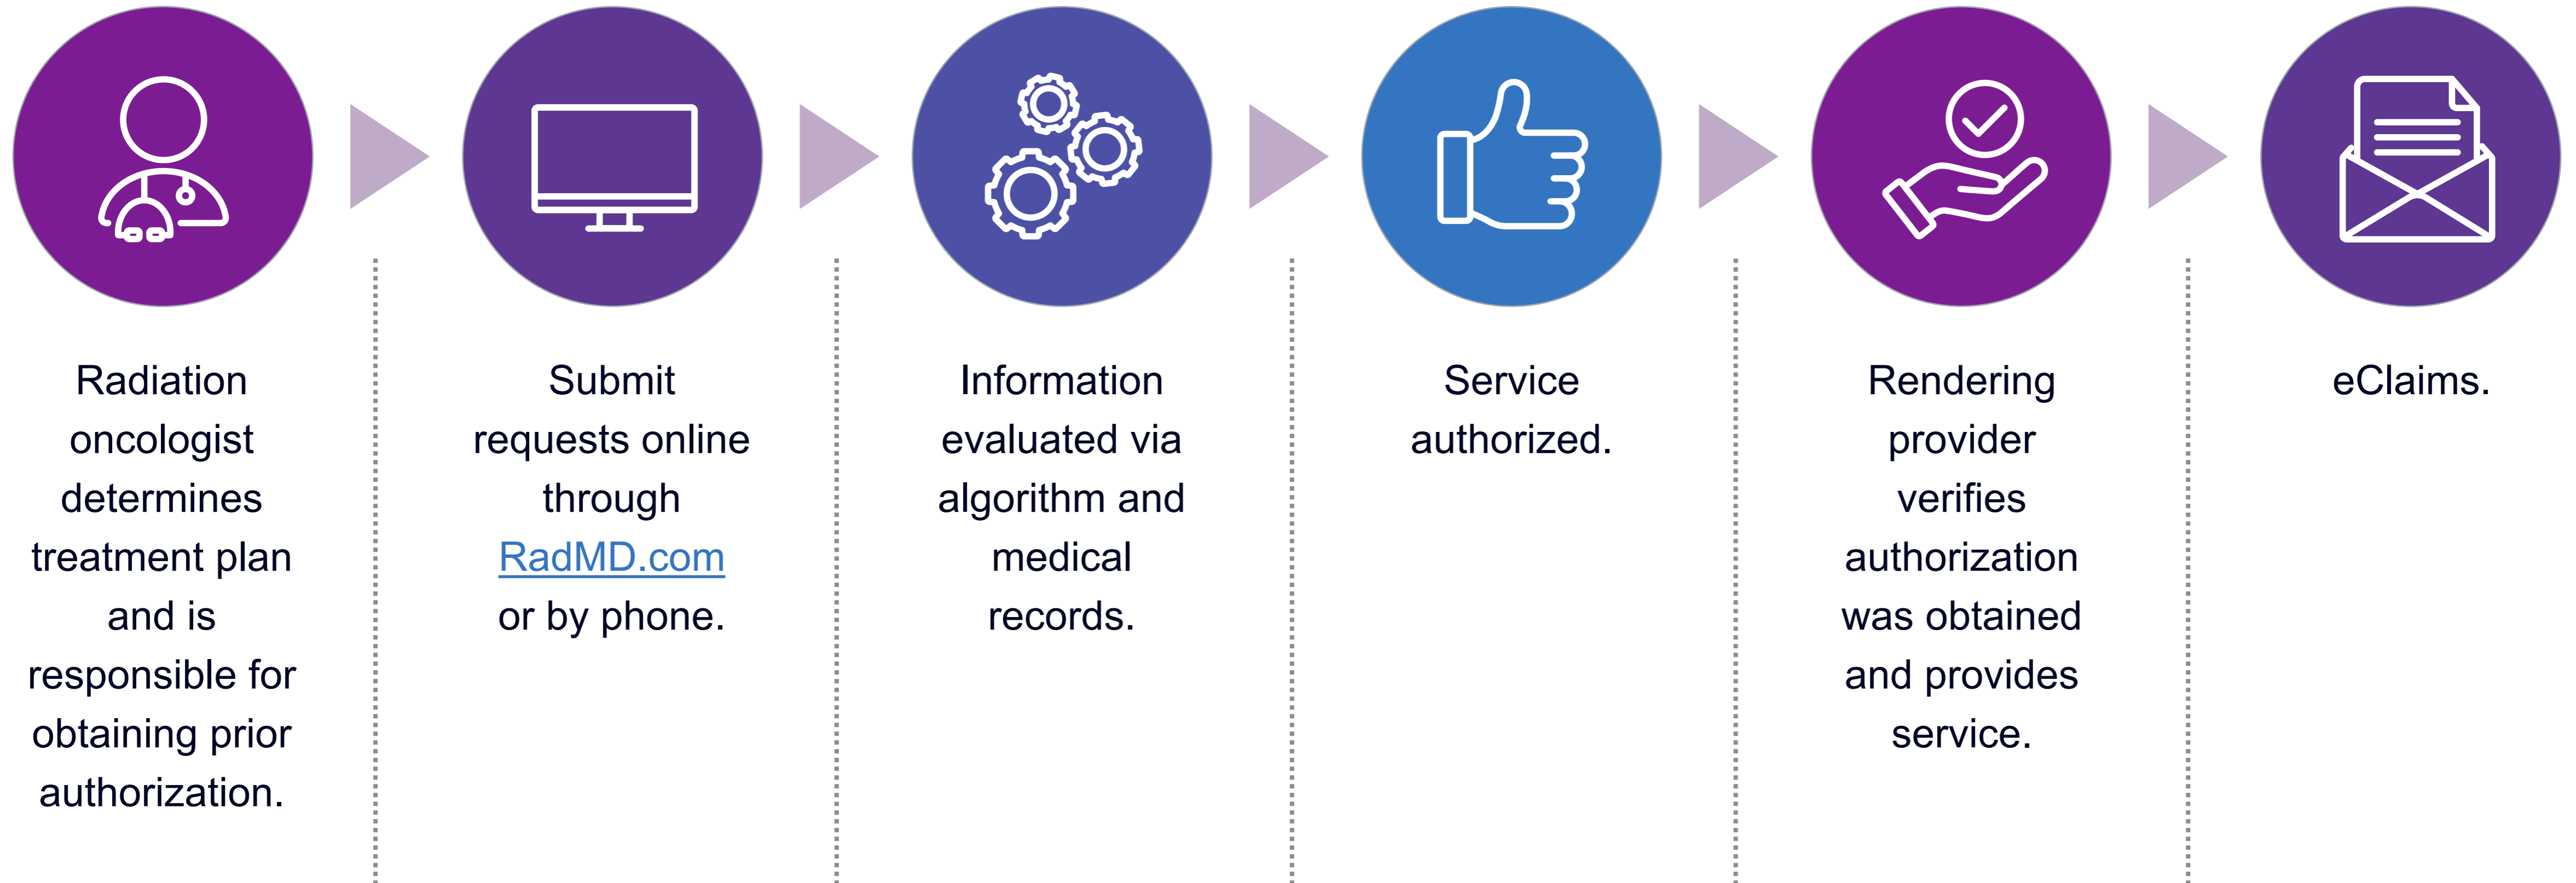 Radiation
oncologist
determines
treatment plan
and is
responsible for
obtaining prior
authorization.
Submit
requests online
through
RadMD.com
or by phone.
Information
evaluated via
algorithm and
medical
records.
Service
authorized.
Rendering
provider
verifies
authorization
was obtained
and provides
service.
eClaims.